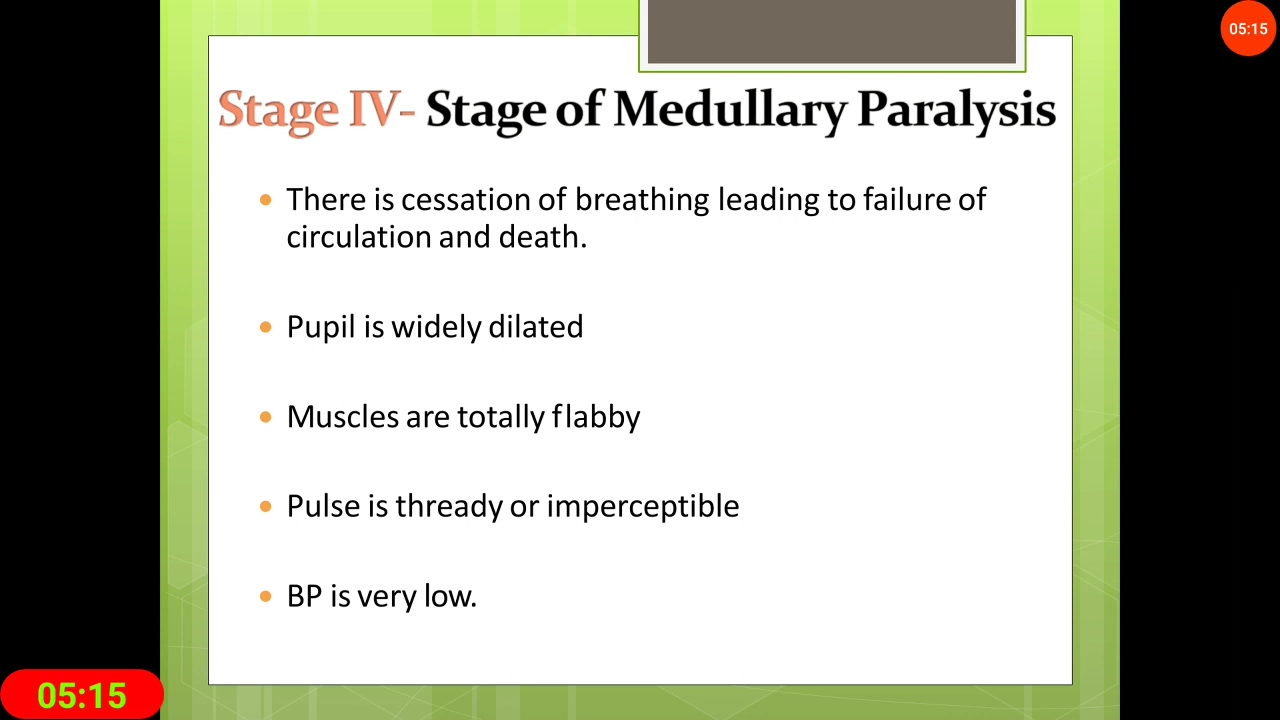 05:15
Stage IV- Stage of Medullary Paralysis
• There is cessation of breathing leading to failure of
circulation and death.
• Pupil is widely dilated
• Muscles are totally flabby
• Pulse is thready or imperceptible
• BP is very low.
05:15